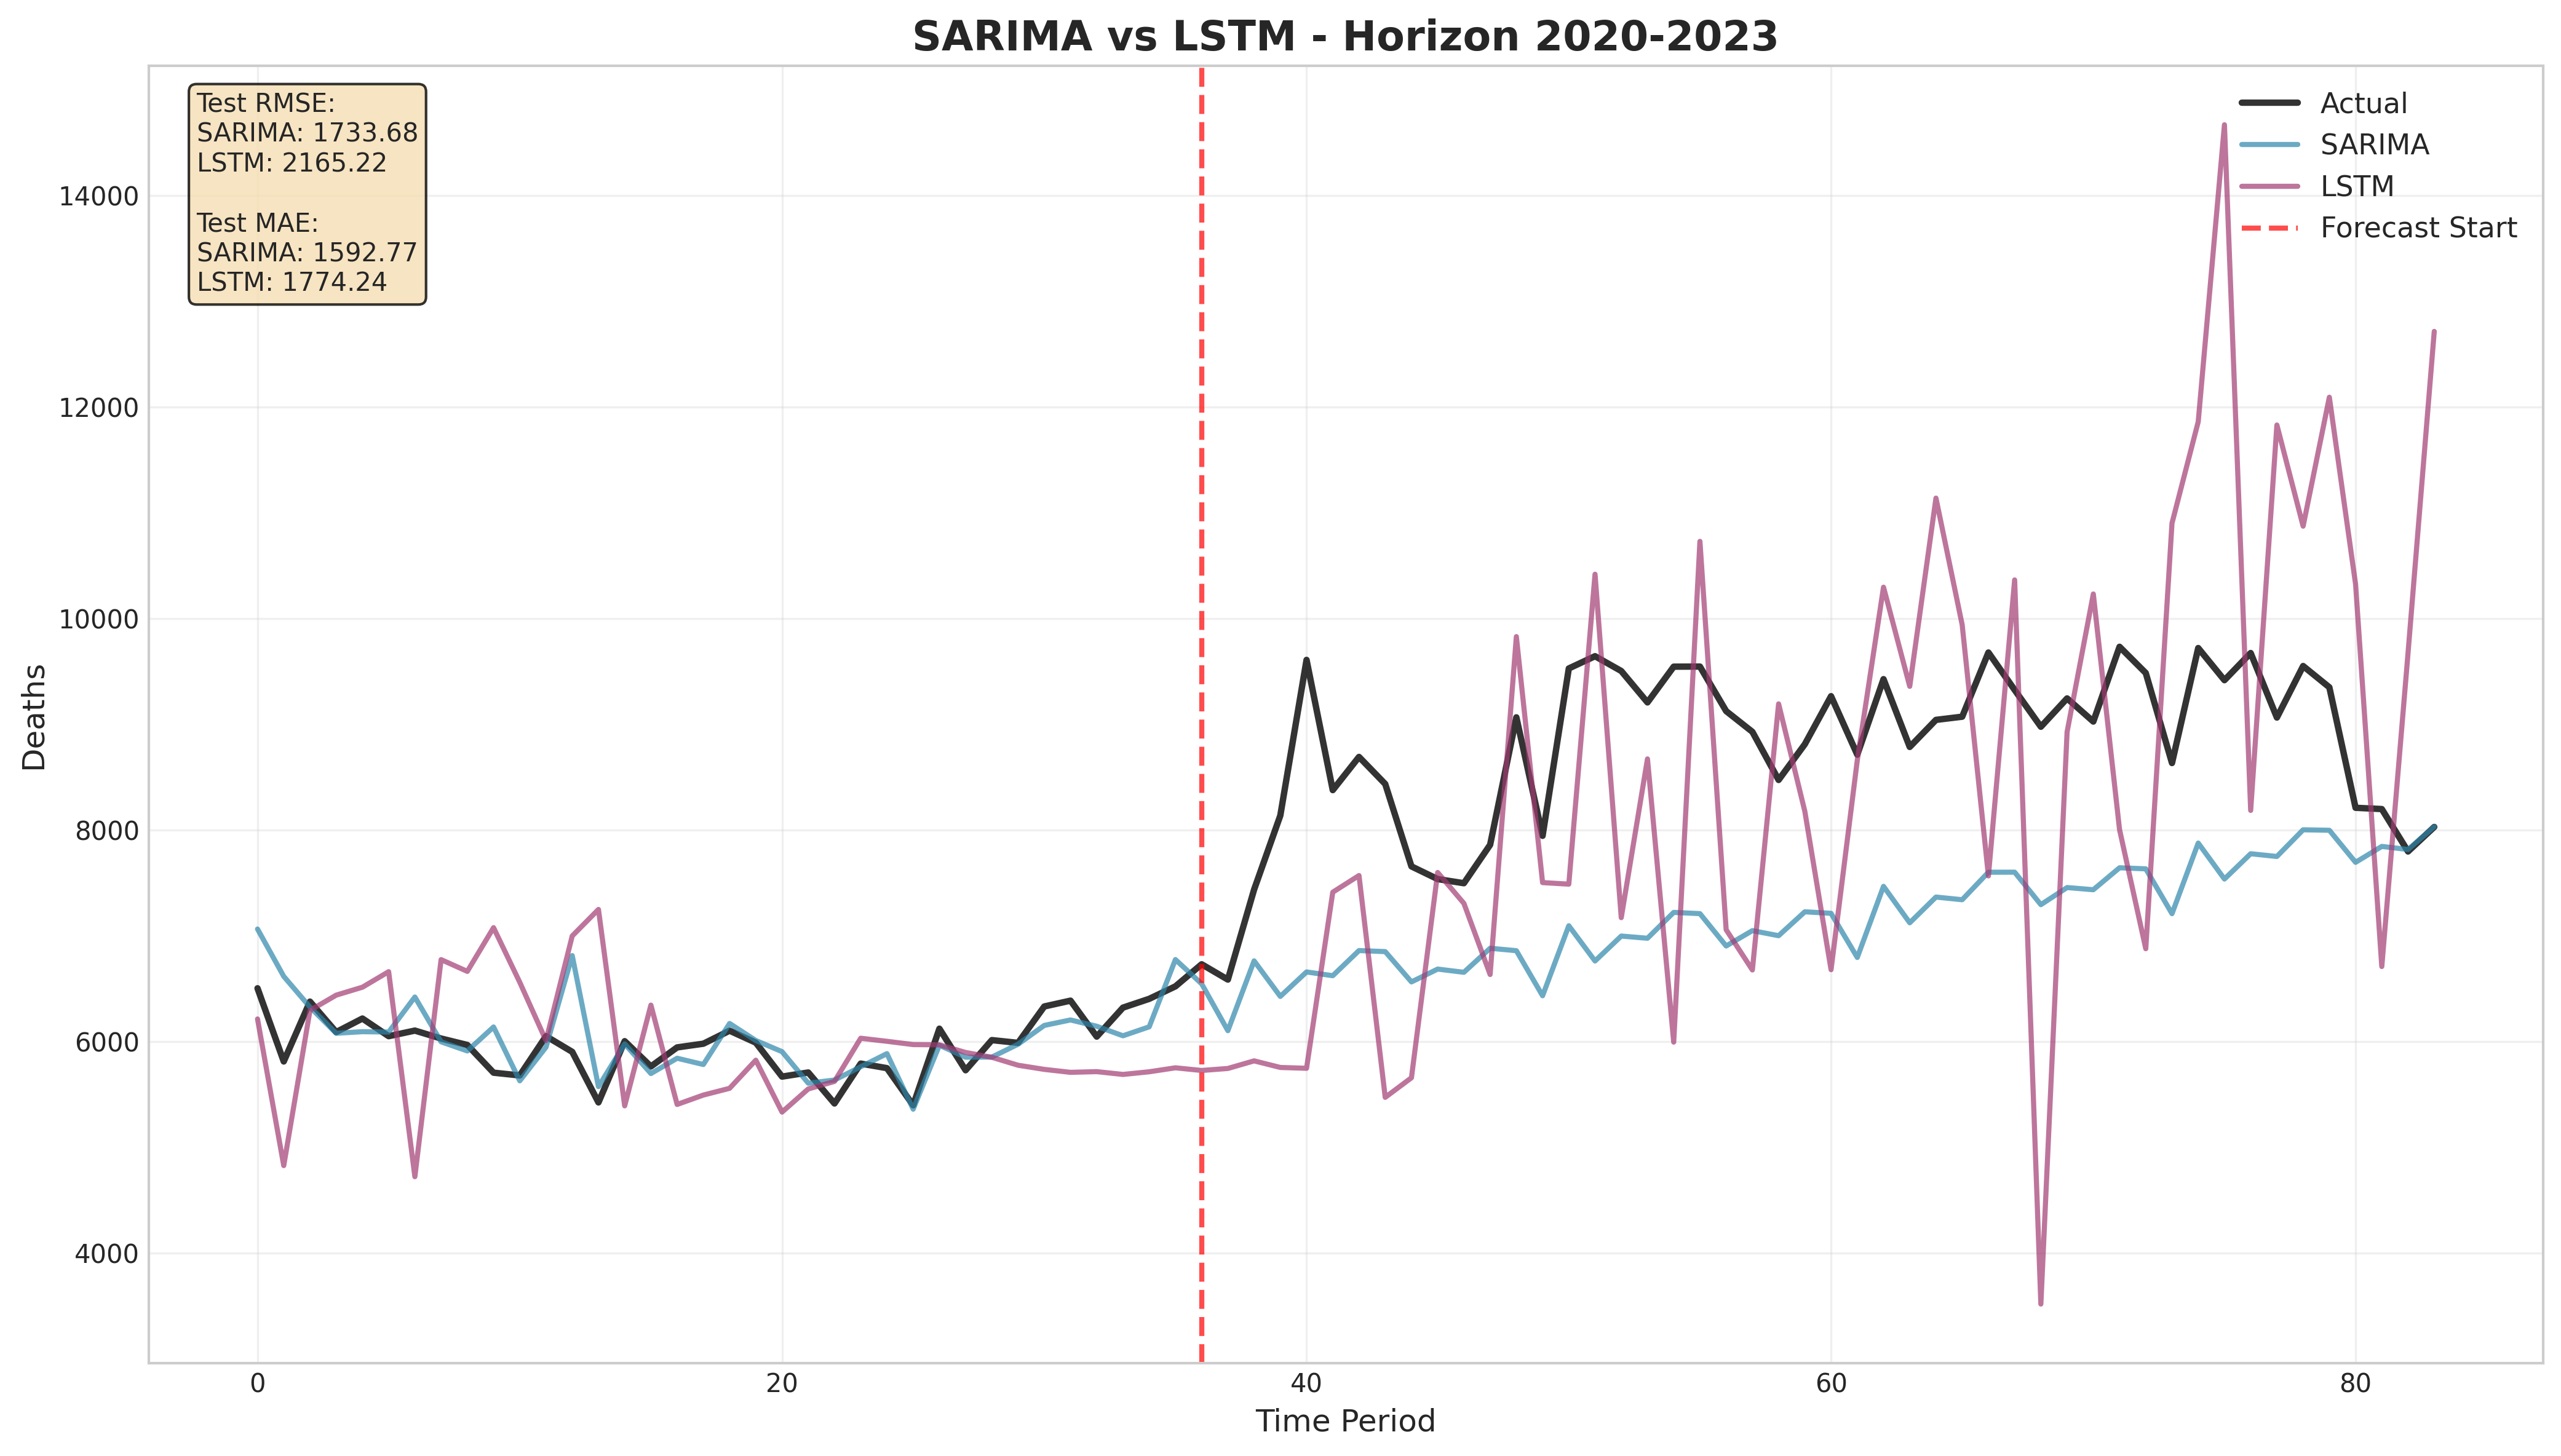 SARIMA vs LSTM - Horizon 2020-2023
Test RMSE:
SARIMA: 1733.68
LSTM: 2165.22
Test MAE:
SARIMA: 1592.77
LSTM: 1774.24
Actual
SARIMA
LSTM
Forecast Start
Deaths
14000
12000
10000
8000
6000
4000
0 20 40 60 80
Time Period